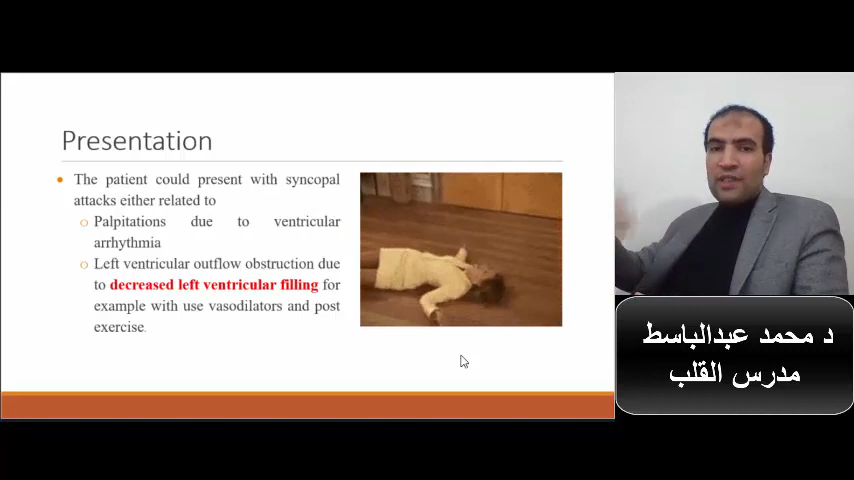 Presentation
The patient could present with syncopal
attacks either related to
Palpitations due to ventricular
arrhythmia
Left ventricular outflow obstruction due
to decreased left ventricular filling for
example with use vasodilators and post
exercise.
د محمد عبدالباسط
مدرس القلب